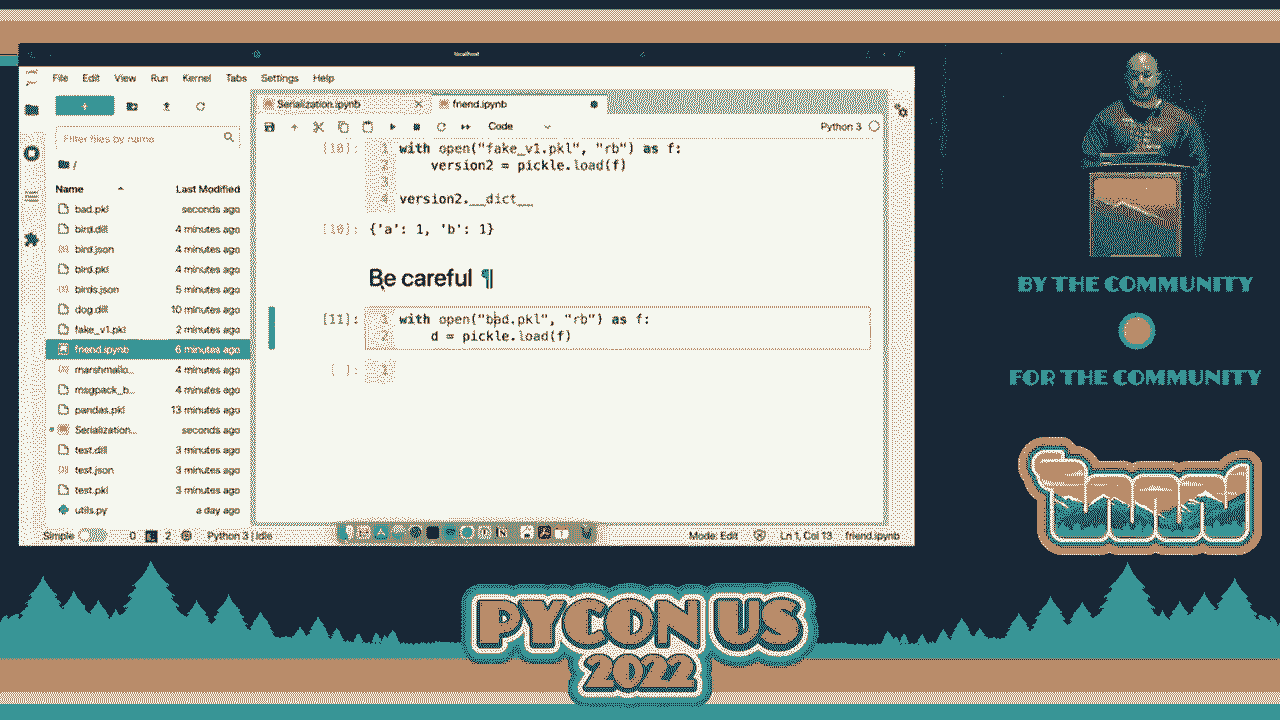 localhost
File Edit View Run Kernel Tabs Settings Help
Serialization.ipynb
friend.ipynb
Filter files by name
Code
Python 3
/
Name Last Modified
bad.pkl seconds ago
bird.dill 4 minutes ago
bird.json 4 minutes ago
bird.pkl 4 minutes ago
birds.json 5 minutes ago
dog.dill 10 minutes ago
fake_v1.pkl 2 minutes ago
friend.ipynb 6 minutes ago
marshmallo... 4 minutes ago
msgpack_b... 4 minutes ago
pandas.pkl 13 minutes ago
Serialization... seconds ago
test.dill 3 minutes ago
test.json 3 minutes ago
test.pkl 3 minutes ago
utils.py a day ago
[10]: 1 with open("fake_v1.pkl", "rb") as f:
2 version2 = pickle.load(f)
3
4 version2.__dict__
[10]: {'a': 1, 'b': 1}
Be careful ¶
[11]: 1 with open("bad.pkl", "rb") as f:
2 d = pickle.load(f)
[ ]: 1
Simple 0 2 Python 3 | Idle
Mode: Edit Ln 1, Col 13 friend.ipynb
BY THE COMMUNITY
FOR THE COMMUNITY
PYCON US
2022